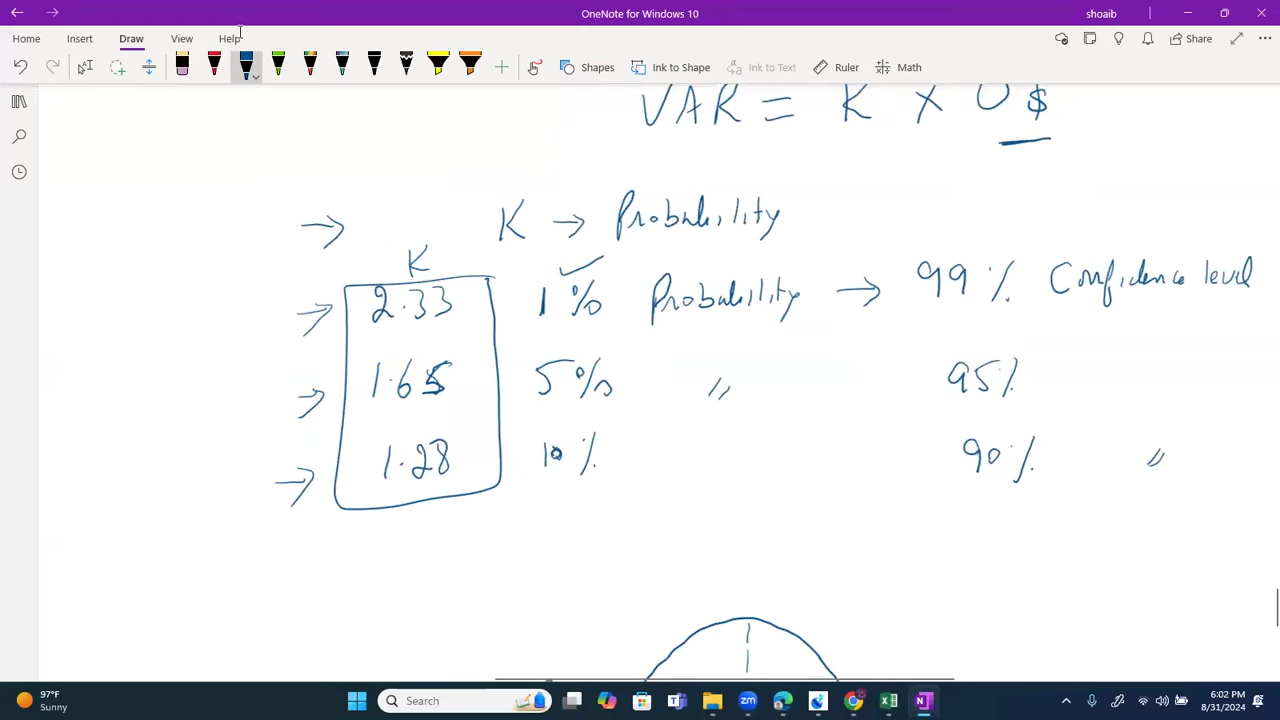 OneNote for Windows 10
shoaib
Home Insert Draw View Help
Share
Shapes Ink to Shape Ink to Text Ruler Math
VAR = K X σ $
→ K → Probability
K
→ 2.33 1% Probability → 99% Confidence level
→ 1.65 5% 〃 95%
→ 1.28 10% 90% 〃
97°F
Sunny
Search
6:02 PM
8/31/2024